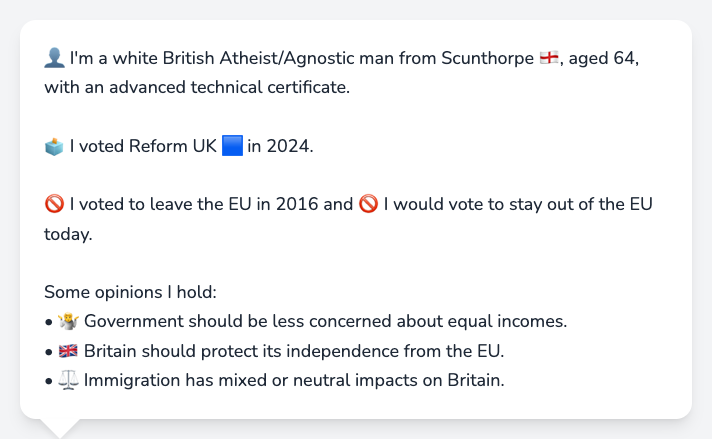 👤 I'm a white British Atheist/Agnostic man from Scunthorpe 🏴󠁧󠁢󠁥󠁮󠁧󠁿, aged 64,
with an advanced technical certificate.
🗳️ I voted Reform UK 🟦 in 2024.
🚫 I voted to leave the EU in 2016 and 🚫 I would vote to stay out of the EU
today.
Some opinions I hold:
• 🤷 Government should be less concerned about equal incomes.
• 🇬🇧 Britain should protect its independence from the EU.
• ⚖️ Immigration has mixed or neutral impacts on Britain.